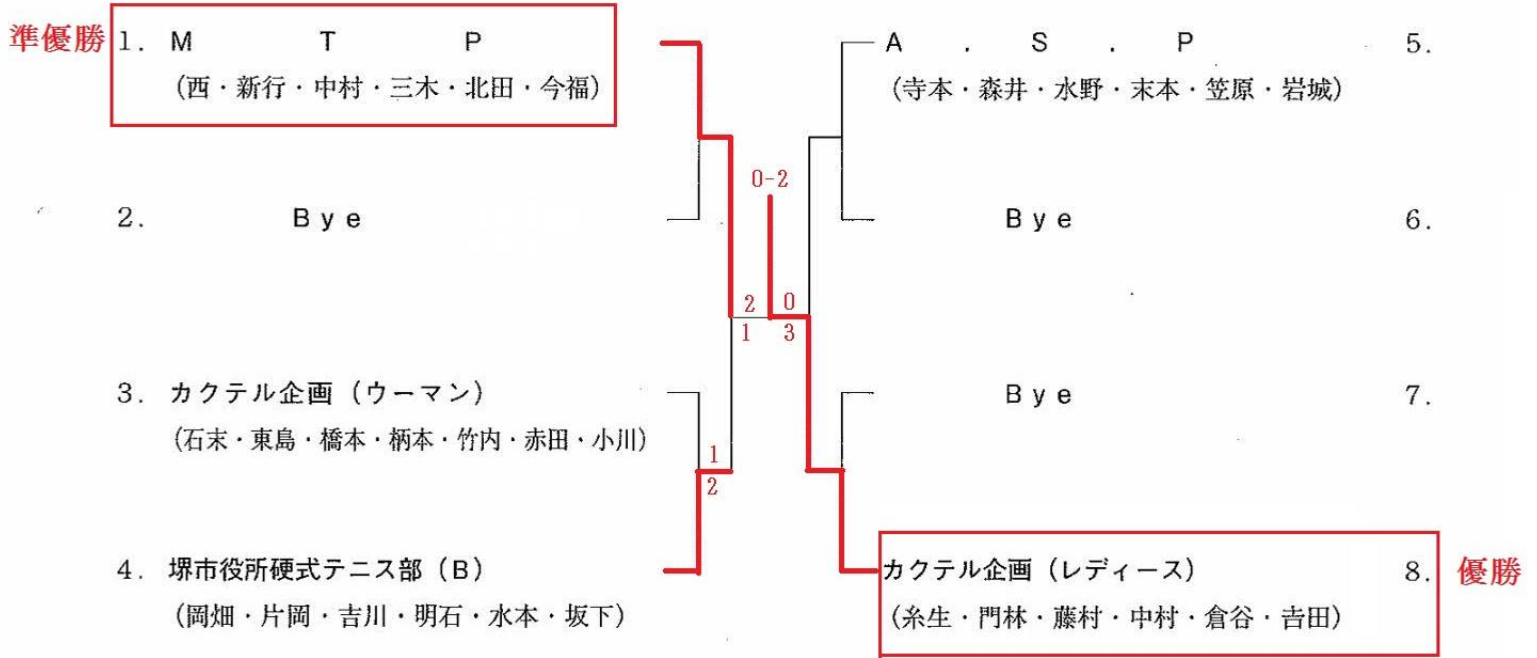 準優勝
1. M T P
(西・新行・中村・三木・北田・今福)
2. Bye
3. カクテル企画(ウーマン)
(石末・東島・橋本・柄本・竹内・赤田・小川)
4. 堺市役所硬式テニス部(B)
(岡畑・片岡・吉川・明石・水本・坂下)
1
2
2
1
0-2
0
3
A . S . P 5.
(寺本・森井・水野・末本・笠原・岩城)
Bye 6.
Bye 7.
カクテル企画(レディース) 8.
(糸生・門林・藤村・中村・倉谷・吉田)
優勝